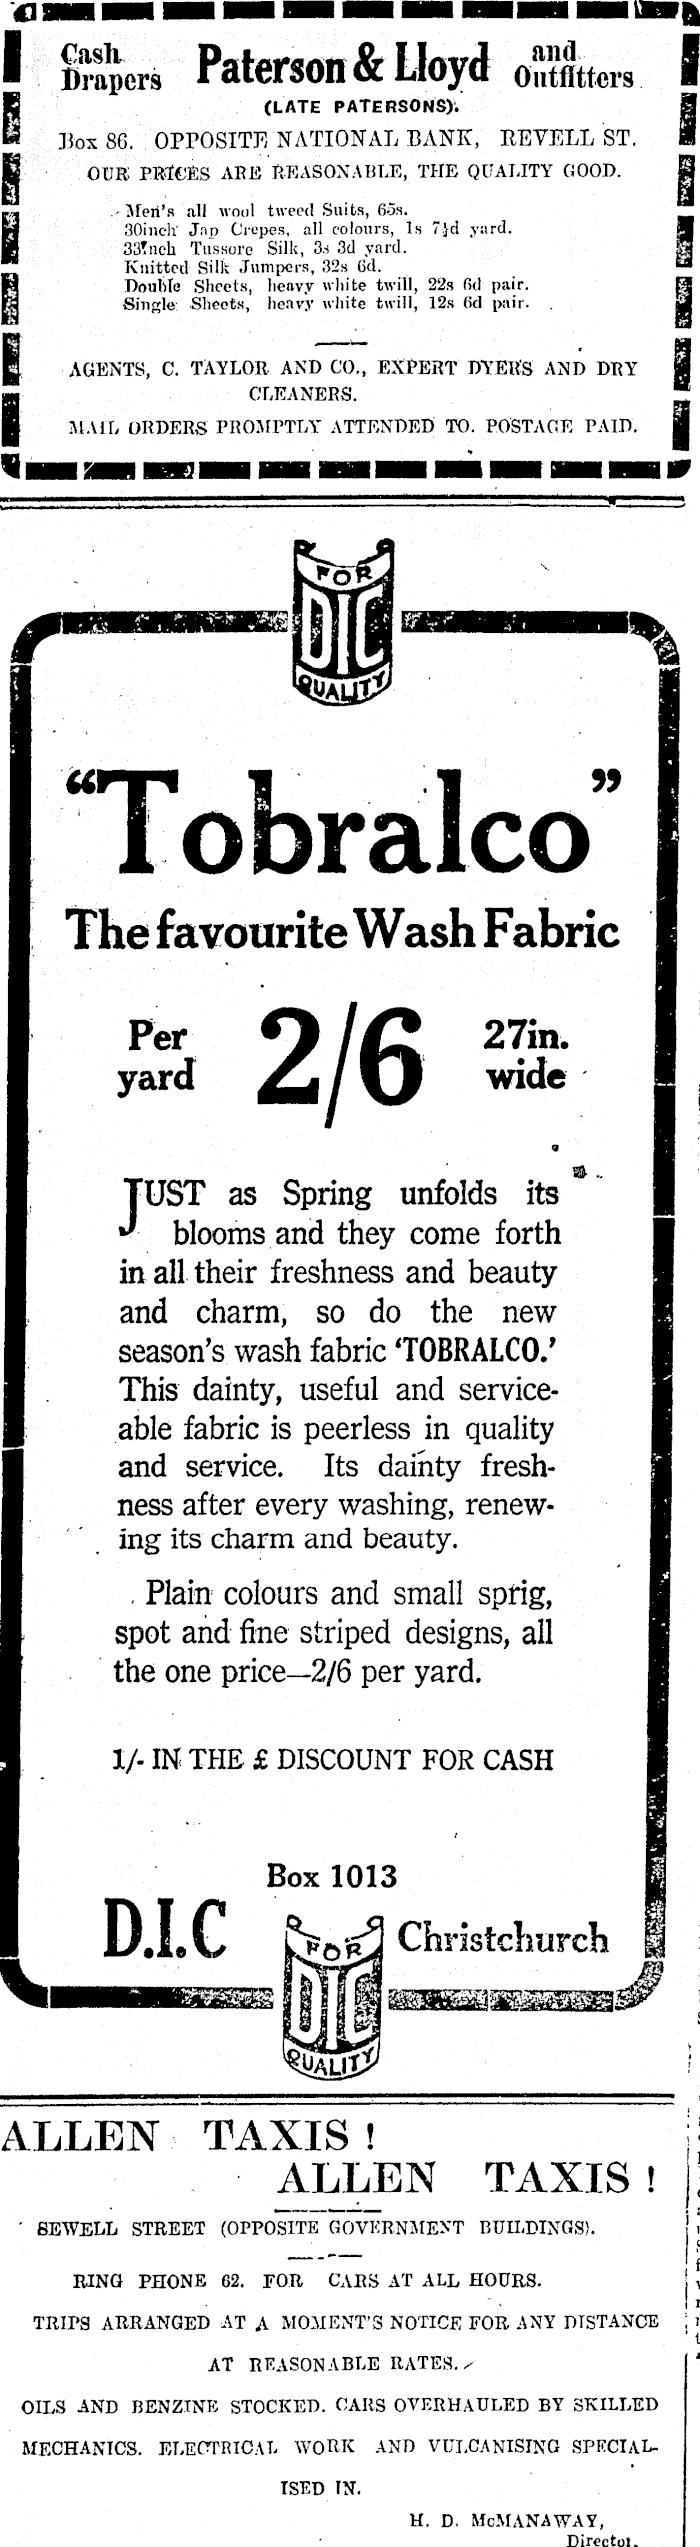 Cash Drapers Paterson & Lloyd and Outfitters
(LATE PATERSONS).
Box 86. OPPOSITE NATIONAL BANK, REVELL ST.
OUR PRICES ARE REASONABLE, THE QUALITY GOOD.
Men's all wool tweed Suits, 65s.
30inch Jap Crepes, all colours, 1s 7½d yard.
33inch Tussore Silk, 3s 3d yard.
Knitted Silk Jumpers, 32s 6d.
Double Sheets, heavy white twill, 22s 6d pair.
Single Sheets, heavy white twill, 12s 6d pair.
AGENTS, C. TAYLOR AND CO., EXPERT DYERS AND DRY
CLEANERS.
MAIL ORDERS PROMPTLY ATTENDED TO. POSTAGE PAID.
FOR
DIC
QUALITY
"Tobralco"
The favourite Wash Fabric
Per yard 2/6 27in. wide
JUST as Spring unfolds its
blooms and they come forth
in all their freshness and beauty
and charm, so do the new
season's wash fabric 'TOBRALCO.'
This dainty, useful and service-
able fabric is peerless in quality
and service. Its dainty fresh-
ness after every washing, renew-
ing its charm and beauty.
Plain colours and small sprig,
spot and fine striped designs, all
the one price—2/6 per yard.
1/- IN THE £ DISCOUNT FOR CASH
Box 1013
D.I.C Christchurch
FOR
DIC
QUALITY
ALLEN TAXIS!
ALLEN TAXIS!
SEWELL STREET (OPPOSITE GOVERNMENT BUILDINGS).
RING PHONE 62. FOR CARS AT ALL HOURS.
TRIPS ARRANGED AT A MOMENT'S NOTICE FOR ANY DISTANCE
AT REASONABLE RATES.
OILS AND BENZINE STOCKED. CARS OVERHAULED BY SKILLED
MECHANICS. ELECTRICAL WORK AND VULCANISING SPECIAL-
ISED IN.
H. D. McMANAWAY,
Director.